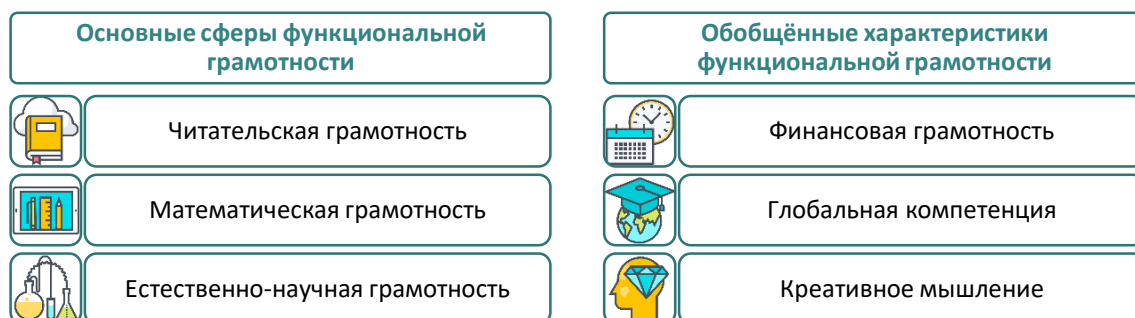 Основные сферы функциональной
грамотности
Читательская грамотность
Математическая грамотность
Естественно-научная грамотность
Обобщённые характеристики
функциональной грамотности
Финансовая грамотность
Глобальная компетенция
Креативное мышление